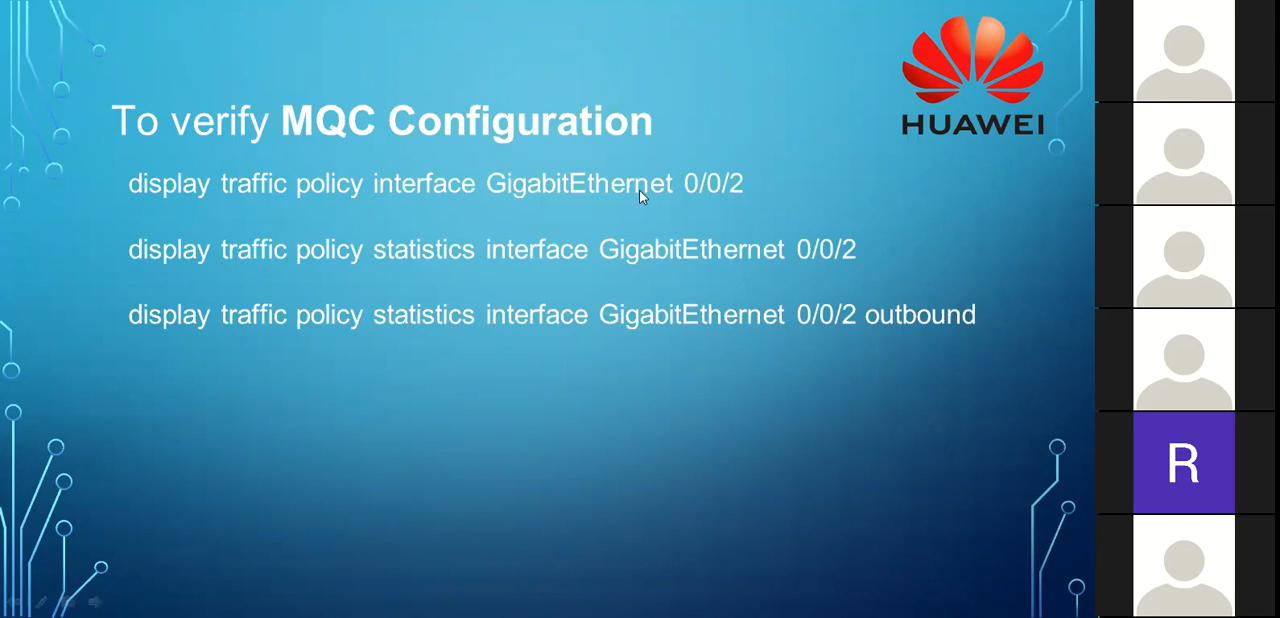 HUAWEI
To verify MQC Configuration
display traffic policy interface GigabitEthernet 0/0/2
display traffic policy statistics interface GigabitEthernet 0/0/2
display traffic policy statistics interface GigabitEthernet 0/0/2 outbound
R